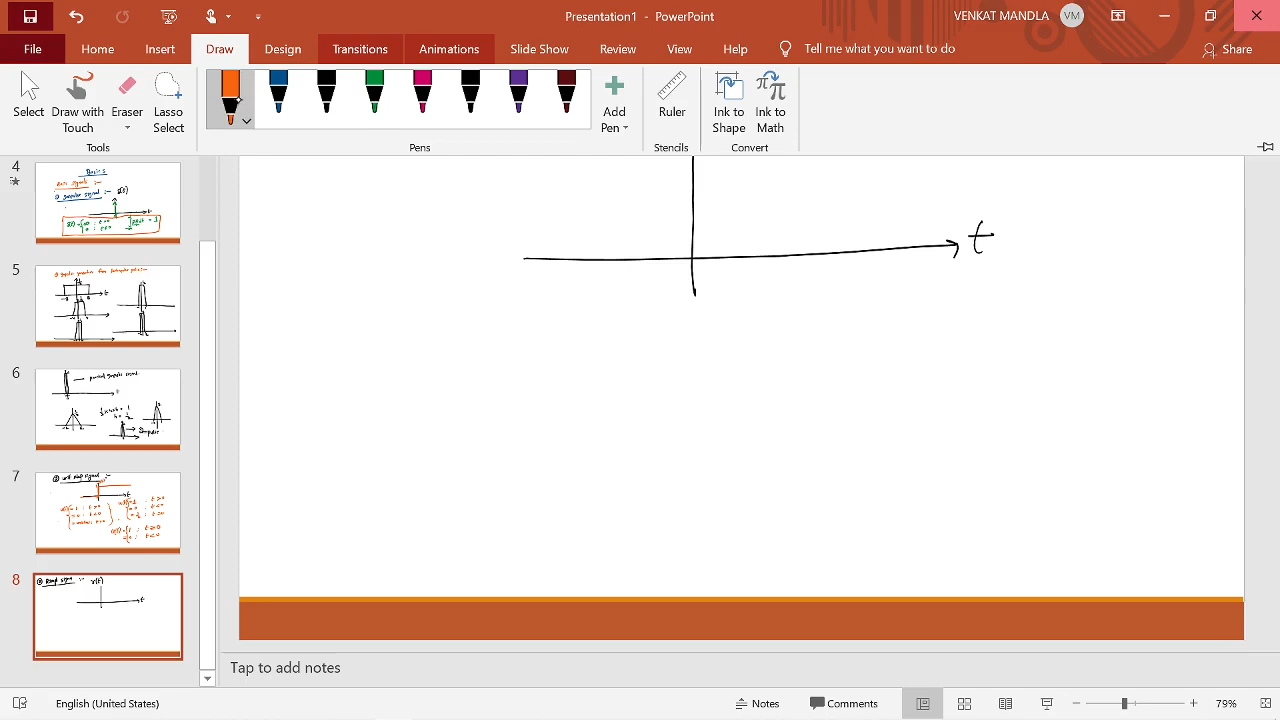 Presentation1 - PowerPoint
VENKAT MANDLA VM
File Home Insert Draw Design Transitions Animations Slide Show Review View Help Tell me what you want to do Share
Select
Draw with Touch
Eraser
Lasso Select
Add Pen
Ruler
Ink to Shape
Ink to Math
Tools Pens Stencils Convert
4
Basics
Basic signals :-
5
6
7
8
r(t)
t
t
Tap to add notes
English (United States) Notes Comments 79%